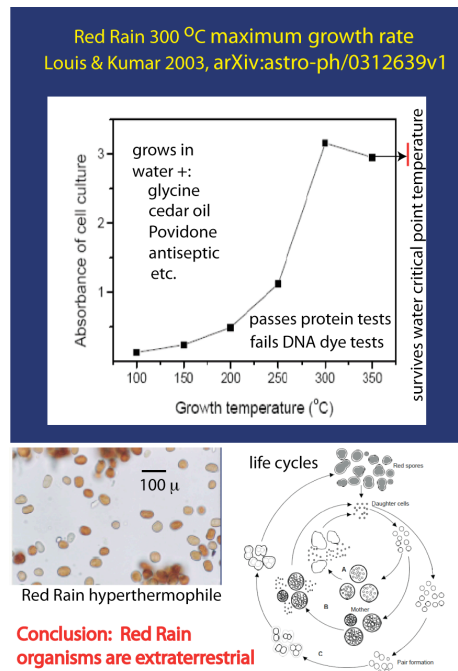 Red Rain 300 ºC maximum growth rate
Louis & Kumar 2003, arXiv:astro-ph/0312639v1
Absorbance of cell culture
3
2
1
grows in
water +:
glycine
cedar oil
Povidone
antiseptic
etc.
passes protein tests
fails DNA dye tests
survives water critical point temperature
100 150 200 250 300 350
Growth temperature (ºC)
100 μ
Red Rain hyperthermophile
Conclusion: Red Rain
organisms are extraterrestrial
life cycles
Red spores
Daughter cells
A
B
Mother
C
Pair formation